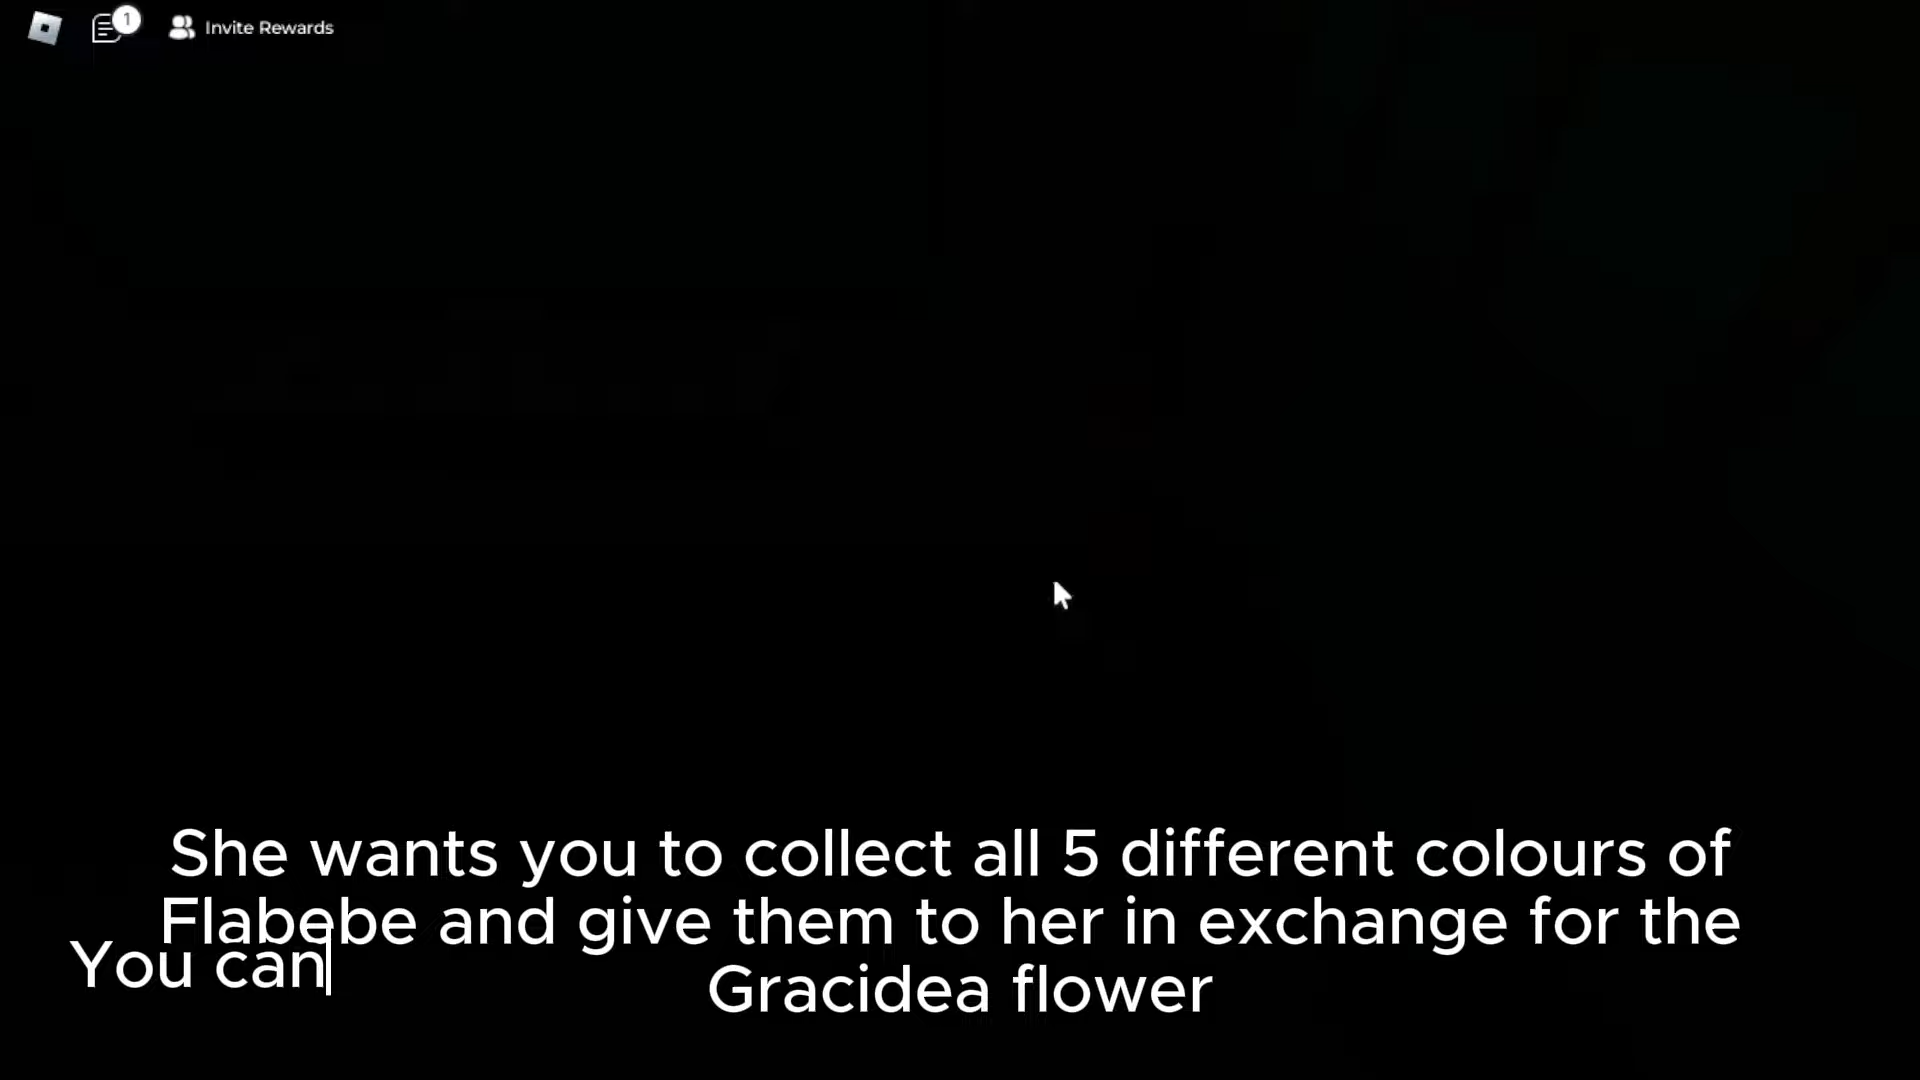 1
Invite Rewards
She wants you to collect all 5 different colours of
Flabebe and give them to her in exchange for the
Gracidea flower
You can